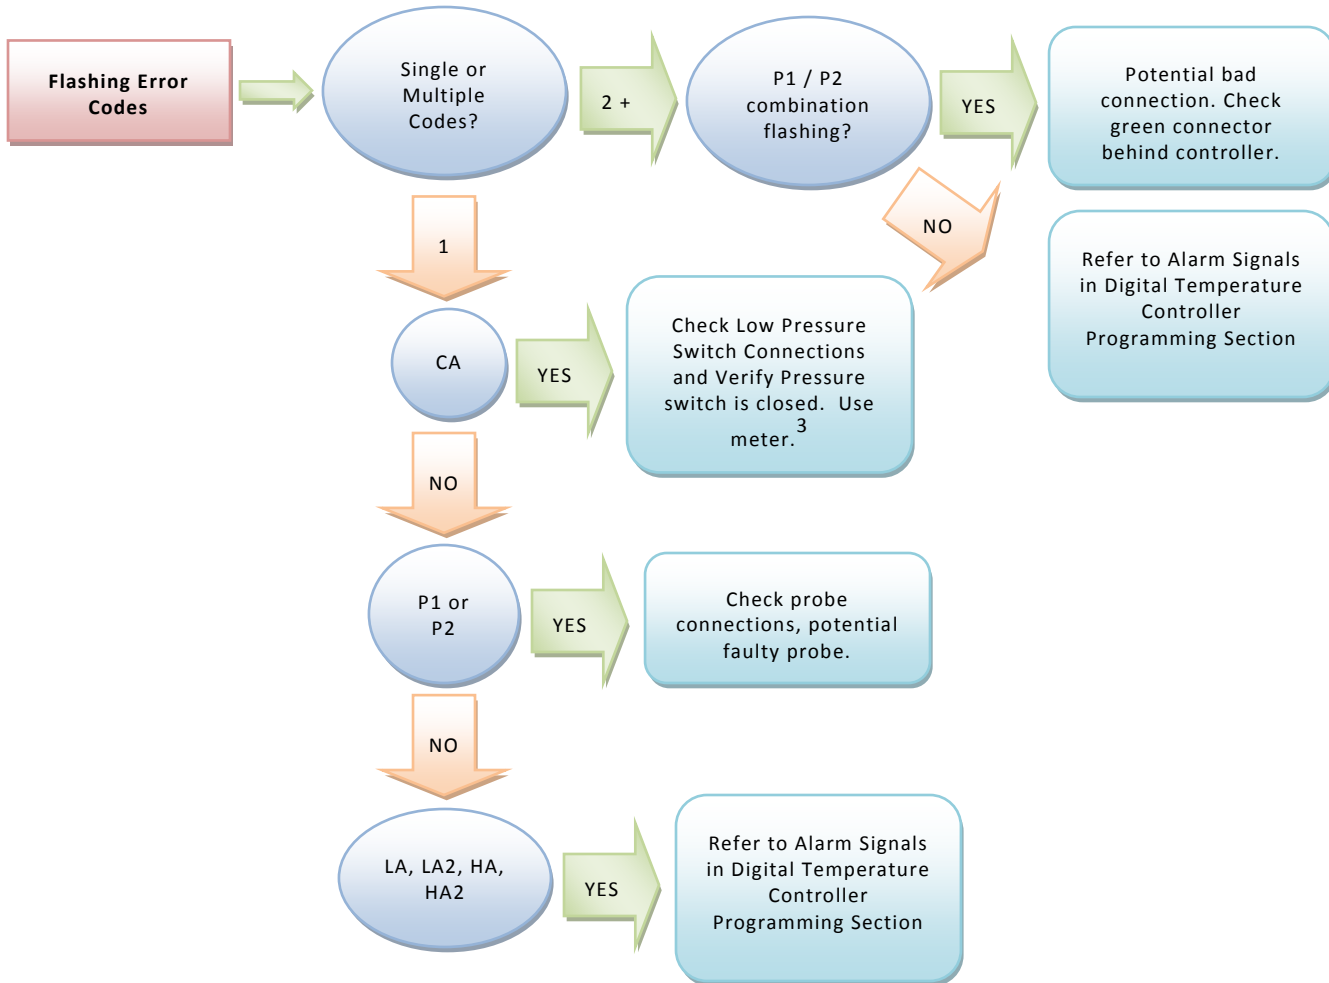 Flashing Error
Codes
Single or
Multiple
Codes?
2 +
P1 / P2
combination
flashing?
YES
Potential bad
connection. Check
green connector
behind controller.
NO
Refer to Alarm Signals
in Digital Temperature
Controller
Programming Section
1
CA
YES
Check Low Pressure
Switch Connections
and Verify Pressure
switch is closed. Use
meter.3
NO
P1 or
P2
YES
Check probe
connections, potential
faulty probe.
NO
LA, LA2, HA,
HA2
YES
Refer to Alarm Signals
in Digital Temperature
Controller
Programming Section